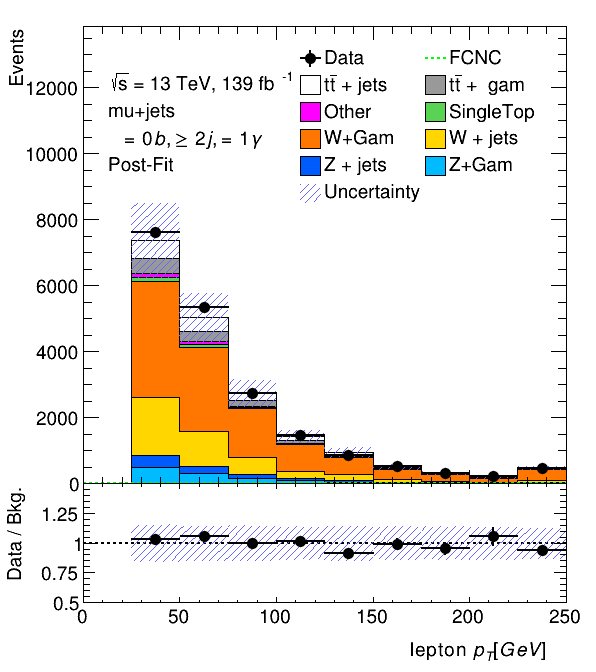 Events
12000
10000
8000
6000
4000
2000
0
√s = 13 TeV, 139 fb⁻¹
mu+jets
= 0b, ≥ 2j, = 1γ
Post-Fit
Data
FCNC
tt̄ + jets
tt̄ + gam
Other
SingleTop
W+Gam
W + jets
Z + jets
Z+Gam
Uncertainty
Data / Bkg.
1.25
1
0.75
0.5
0 50 100 150 200 250
lepton p_T[GeV]